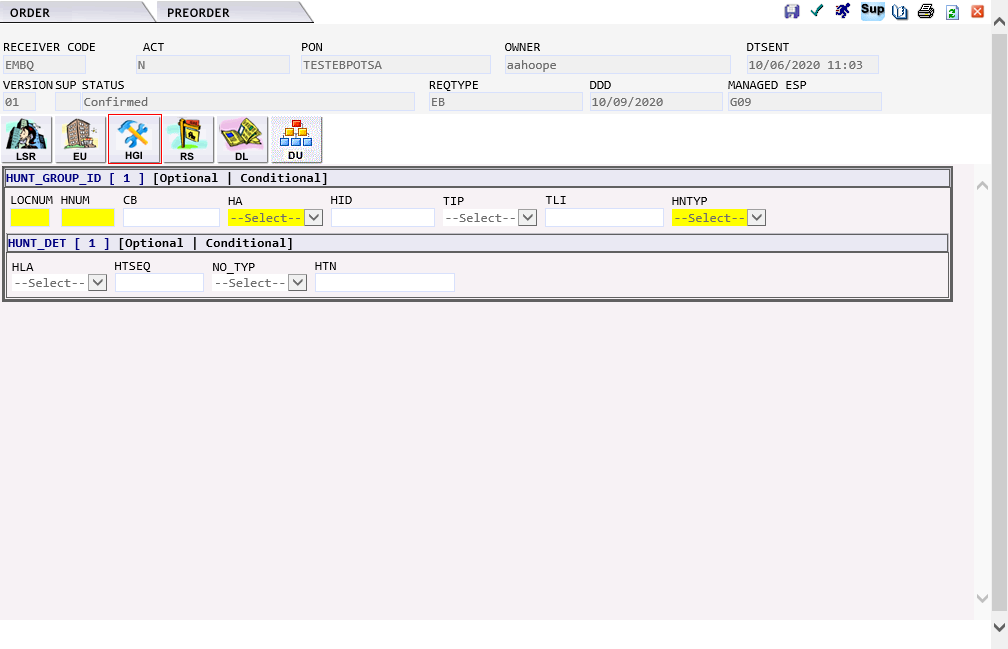 ORDER PREORDER Sup
RECEIVER CODE ACT PON OWNER DTSENT
EMBQ N TESTEBPOTSA aahoope 10/06/2020 11:03
VERSION SUP STATUS REQTYPE DDD MANAGED ESP
01 Confirmed EB 10/09/2020 G09
LSR EU HGI RS DL DU
HUNT_GROUP_ID [ 1 ] [Optional | Conditional]
LOCNUM HNUM CB HA HID TIP TLI HNTYP
--Select-- --Select-- --Select--
HUNT_DET [ 1 ] [Optional | Conditional]
HLA HTSEQ NO_TYP HTN
--Select-- --Select--